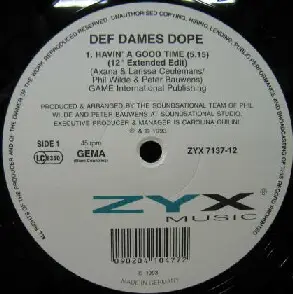 DEF DAMES DOPE
1. HAVIN' A GOOD TIME (5.15)
(12" Extended Edit)
(Axana & Larissa Ceulemans/
Phil Wilde & Peter Bauwens)
GAME International Publishing
PRODUCED & ARRANGED BY THE SOUNDSATIONAL TEAM OF PHIL
WILDE AND PETER BAUWENS AT SOUNDSATIONAL STUDIO.
EXECUTIVE PRODUCER & MANAGER IS CAROLINA
SIDE 1
45 rpm
GEMA
ZYX 7137-12
ZYX
MUSIC
090204 104777
MADE IN GERMANY